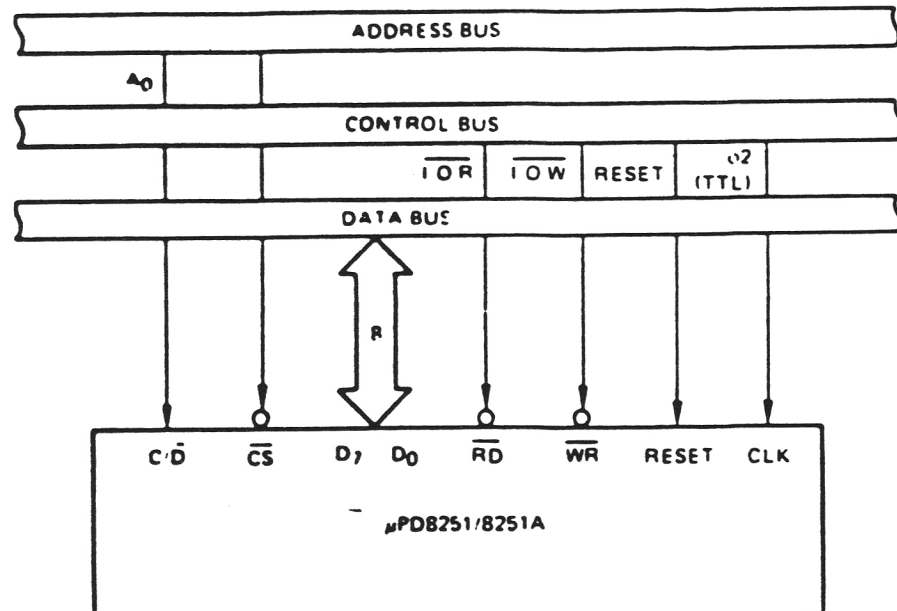 ADDRESS BUS
A0
CONTROL BUS
IOR IOW RESET φ2 (TTL)
DATA BUS
8
C/D CS D7 D0 RD WR RESET CLK
μPD8251/8251A